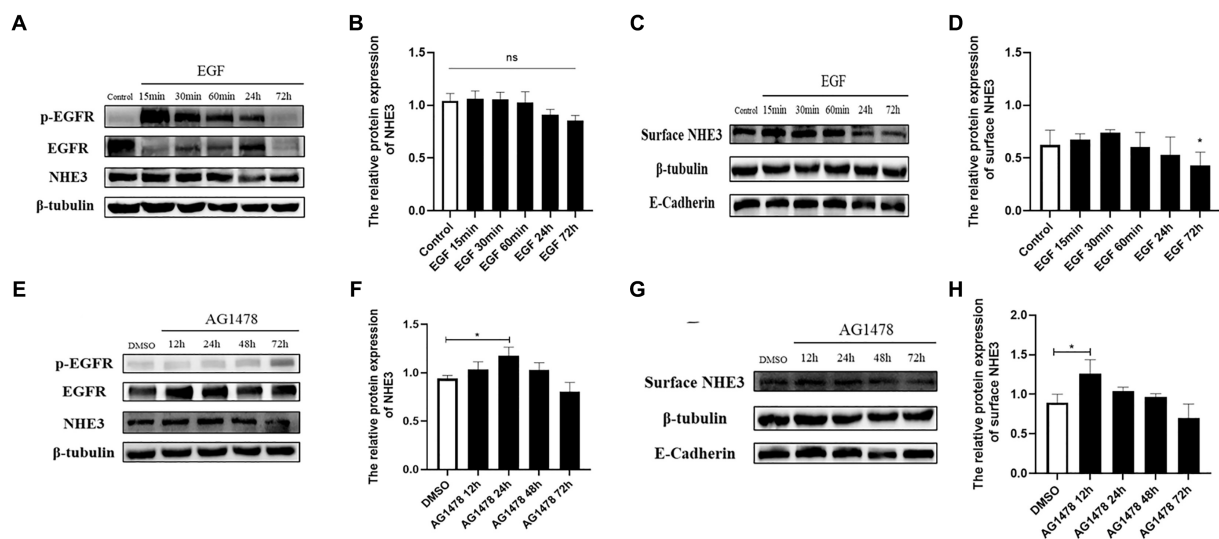 A
EGF
Control 15min 30min 60min 24h 72h
p-EGFR
EGFR
NHE3
β-tubulin
B
The relative protein expression
of NHE3
1.5
1.0
0.5
0.0
ns
Control
EGF 15min
EGF 30min
EGF 60min
EGF 24h
EGF 72h
C
EGF
Control 15min 30min 60min 24h 72h
Surface NHE3
β-tubulin
E-Cadherin
D
The relative protein expression
of surface NHE3
1.5
1.0
0.5
0.0
*
Control
EGF 15min
EGF 30min
EGF 60min
EGF 24h
EGF 72h
E
AG1478
DMSO 12h 24h 48h 72h
p-EGFR
EGFR
NHE3
β-tubulin
F
The relative protein expression
of NHE3
1.5
1.0
0.5
0.0
*
DMSO
AG1478 12h
AG1478 24h
AG1478 48h
AG1478 72h
G
AG1478
DMSO 12h 24h 48h 72h
Surface NHE3
β-tubulin
E-Cadherin
H
The relative protein expression
of surface NHE3
2.0
1.5
1.0
0.5
0.0
*
DMSO
AG1478 12h
AG1478 24h
AG1478 48h
AG1478 72h